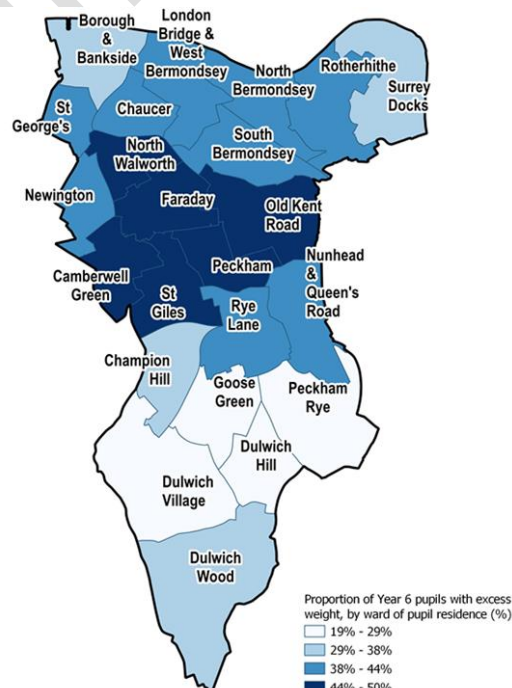 Borough
&
Bankside
London
Bridge &
West
Bermondsey
North
Bermondsey
Rotherhithe
Surrey
Docks
St
George's
Chaucer
South
Bermondsey
North
Walworth
Newington
Faraday
Old Kent
Road
Camberwell
Green
St
Giles
Peckham
Nunhead
&
Queen's
Road
Rye
Lane
Champion
Hill
Goose
Green
Peckham
Rye
Dulwich
Hill
Dulwich
Village
Dulwich
Wood
Proportion of Year 6 pupils with excess
weight, by ward of pupil residence (%)
19% - 29%
29% - 38%
38% - 44%
44% - 50%